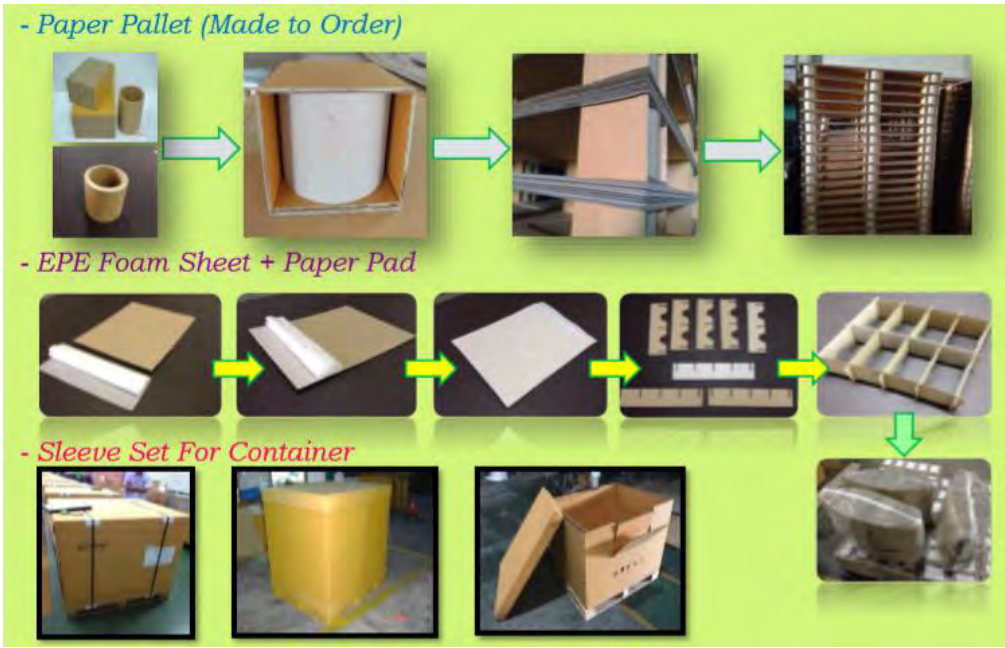 - Paper Pallet (Made to Order)
- EPE Foam Sheet + Paper Pad
- Sleeve Set For Container